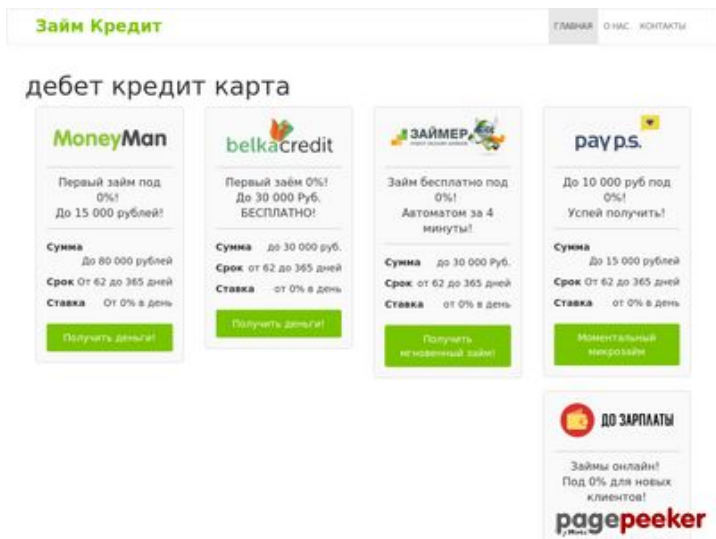 Займ Кредит
ГЛАВНАЯ О НАС. КОНТАКТЫ
дебет кредит карта
MoneyMan
Первый займ под
0%!
До 15 000 рублей!
Сумма
До 80 000 рублей
Срок От 62 до 365 дней
Ставка От 0% в день
Получить деньги!
belkacredit
Первый заём 0%!
До 30 000 Руб.
БЕСПЛАТНО!
Сумма до 30 000 руб.
Срок от 62 до 365 дней
Ставка от 0% в день
Получить деньги!
ЗАЙМЕР
Займ бесплатно под
0%!
Автоматом за 4
минуты!
Сумма до 30 000 Руб.
Срок от 62 до 365 дней
Ставка от 0% в день
Получить
мгновенный займ!
pay p.s.
До 10 000 руб под
0%!
Успей получить!
Сумма
До 15 000 рублей
Срок От 62 до 365 дней
Ставка от 0% в день
Моментальный
микрозайм
ДО ЗАРПЛАТЫ
Займы онлайн!
Под 0% для новых
клиентов!
pagepeeker